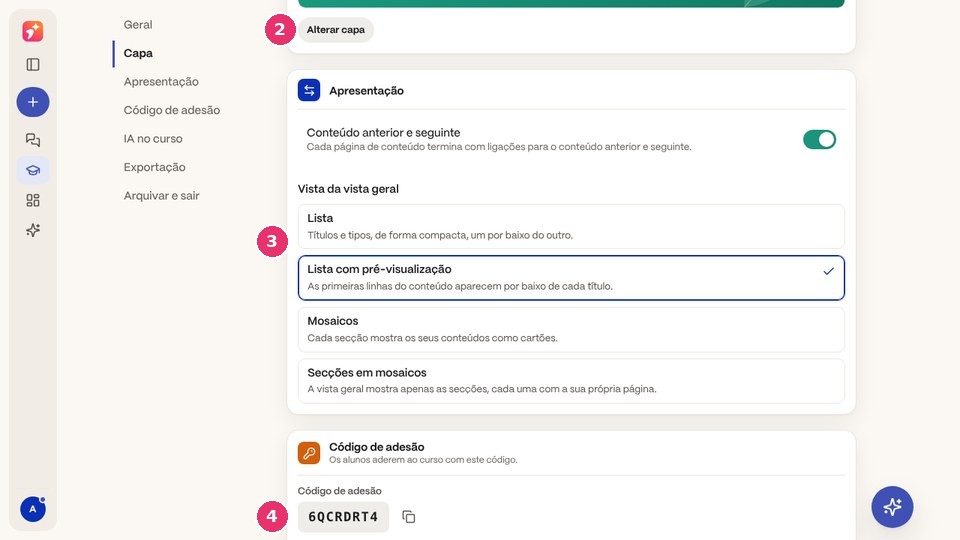 Geral
Capa
Apresentação
Código de adesão
IA no curso
Exportação
Arquivar e sair
A
2
Alterar capa
Apresentação
Conteúdo anterior e seguinte
Cada página de conteúdo termina com ligações para o conteúdo anterior e seguinte.
Vista da vista geral
3
Lista
Títulos e tipos, de forma compacta, um por baixo do outro.
Lista com pré-visualização
As primeiras linhas do conteúdo aparecem por baixo de cada título.
Mosaicos
Cada secção mostra os seus conteúdos como cartões.
Secções em mosaicos
A vista geral mostra apenas as secções, cada uma com a sua própria página.
Código de adesão
Os alunos aderem ao curso com este código.
Código de adesão
4
6QCRDRT4